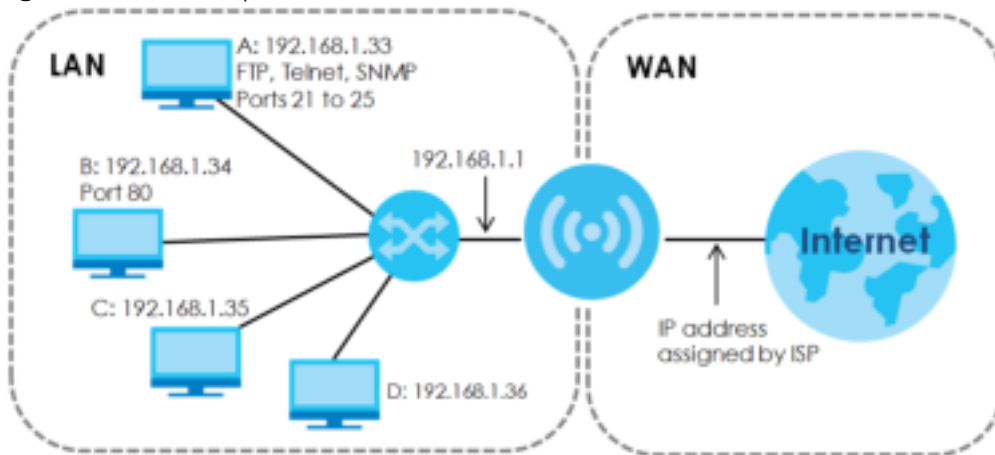 LAN
A: 192.168.1.33
FTP, Telnet, SNMP
Ports 21 to 25
B: 192.168.1.34
Port 80
C: 192.168.1.35
D: 192.168.1.36
192.168.1.1
WAN
Internet
IP address
assigned by ISP